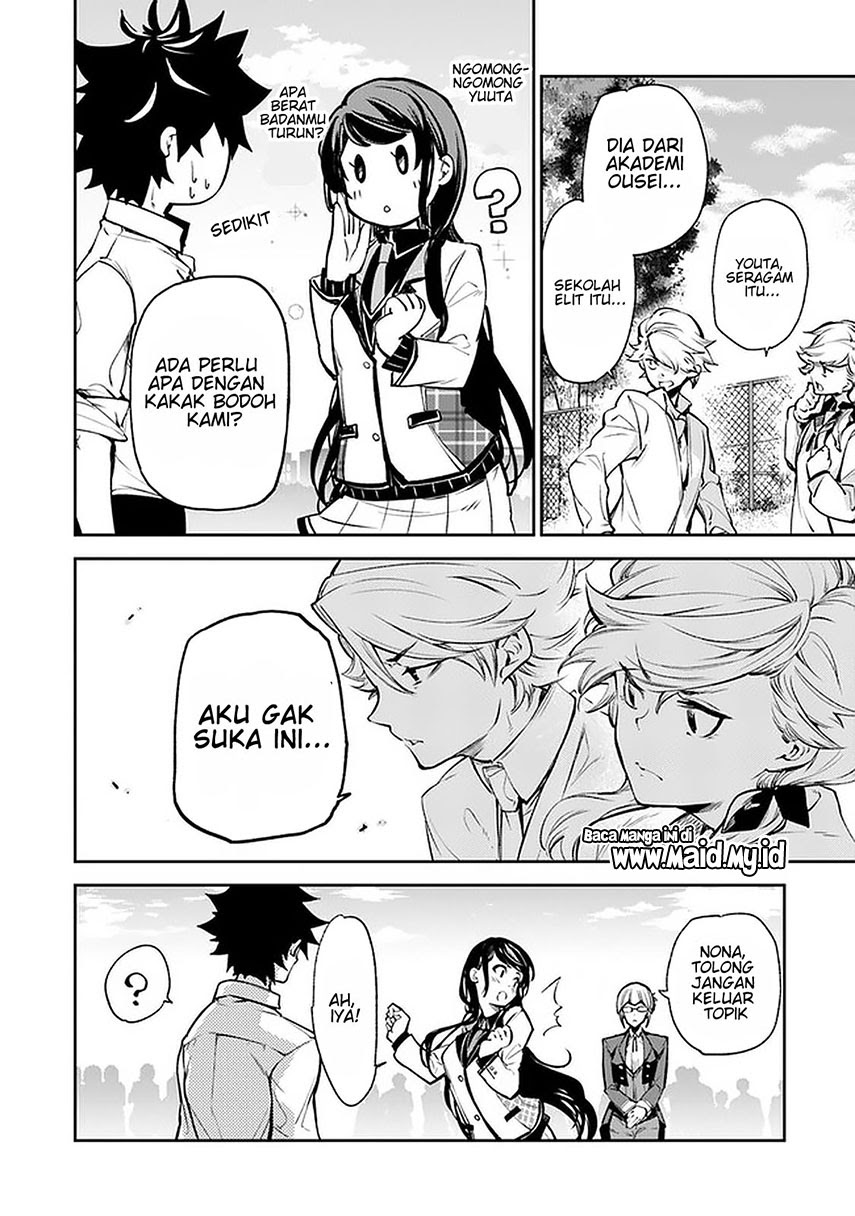 YOUTA,
SERAGAM
ITU...
DIA DARI
AKADEMI
OUSEI...
SEKOLAH
ELIT ITU...
NGOMONG-
NGOMONG
YUUTA
APA
BERAT
BADANMU
TURUN?
?
SEDIKIT
ADA PERLU
APA DENGAN
KAKAK BODOH
KAMI?
AKU GAK
SUKA INI...
Baca Manga ini di
www.Maid.My.id
NONA,
TOLONG
JANGAN
KELUAR
TOPIK
AH,
IYA!
?